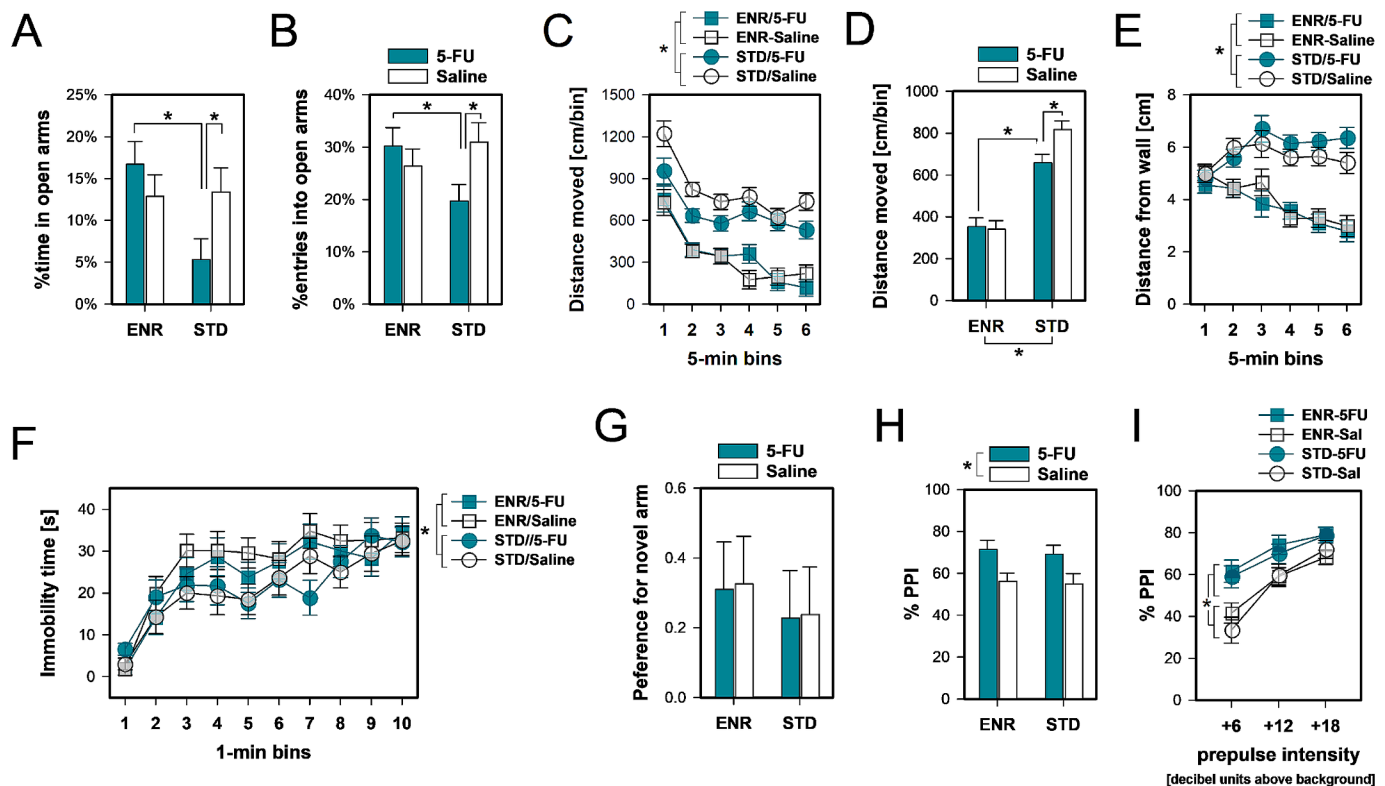 A
5-FU
Saline
%time in open arms
25%
20%
15%
10%
5%
0%
*
*
ENR
STD
B
5-FU
Saline
%entries into open arms
40%
30%
20%
10%
0%
*
*
ENR
STD
C
ENR/5-FU
ENR-Saline
STD/5-FU
STD/Saline
*
Distance moved [cm/bin]
1500
1200
900
600
300
0
1 2 3 4 5 6
5-min bins
D
5-FU
Saline
Distance moved [cm/bin]
1000
800
600
400
200
0
*
*
ENR
STD
*
E
ENR/5-FU
ENR-Saline
STD/5-FU
STD/Saline
*
Distance from wall [cm]
8
6
4
2
0
1 2 3 4 5 6
5-min bins
F
Immobility time [s]
40
30
20
10
0
1 2 3 4 5 6 7 8 9 10
1-min bins
ENR/5-FU
ENR/Saline
STD//5-FU
STD/Saline
*
G
5-FU
Saline
Peference for novel arm
0.6
0.4
0.2
0.0
ENR
STD
H
5-FU
Saline
*
% PPI
100
80
60
40
20
0
ENR
STD
I
ENR-5FU
ENR-Sal
STD-5FU
STD-Sal
% PPI
100
80
60
40
20
0
*
+6 +12 +18
prepulse intensity
[decibel units above background]